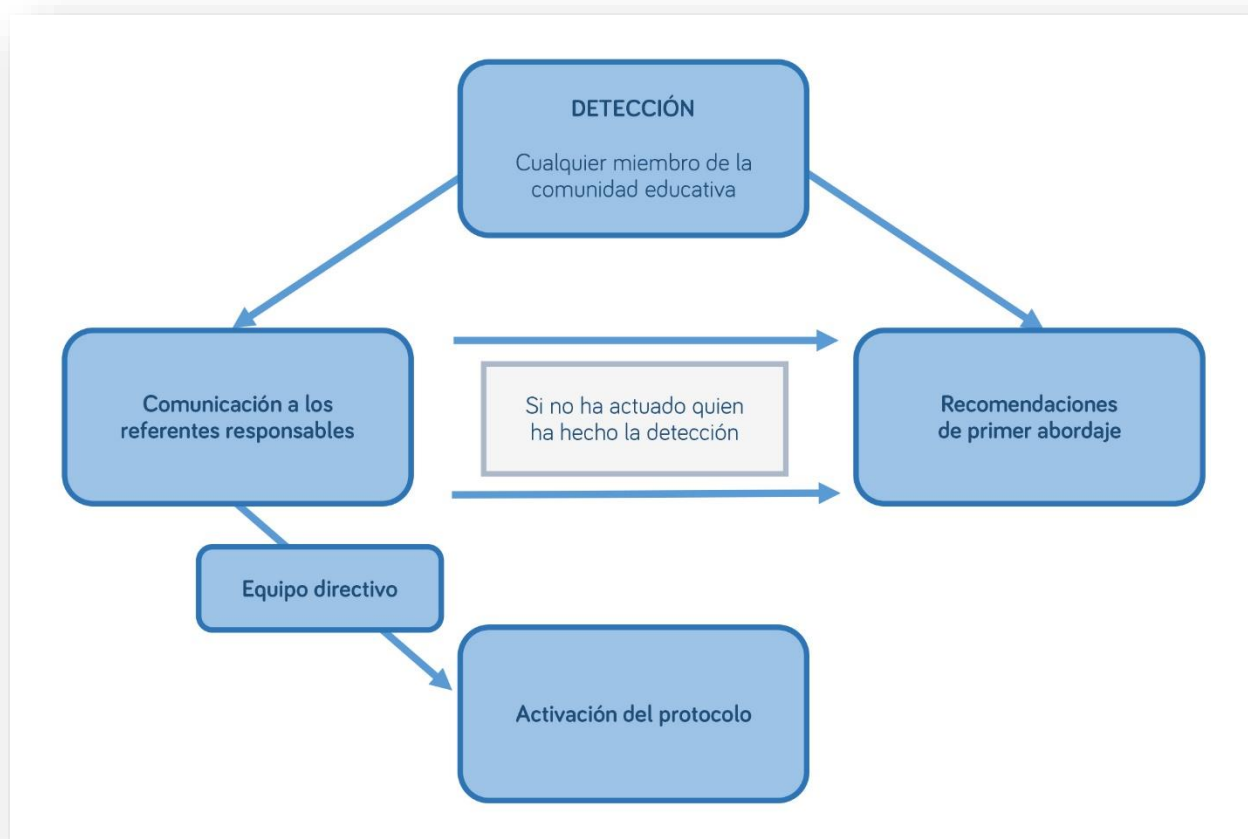 DETECCIÓN
Cualquier miembro de la
comunidad educativa
Comunicación a los
referentes responsables
Si no ha actuado quien
ha hecho la detección
Recomendaciones
de primer abordaje
Equipo directivo
Activación del protocolo